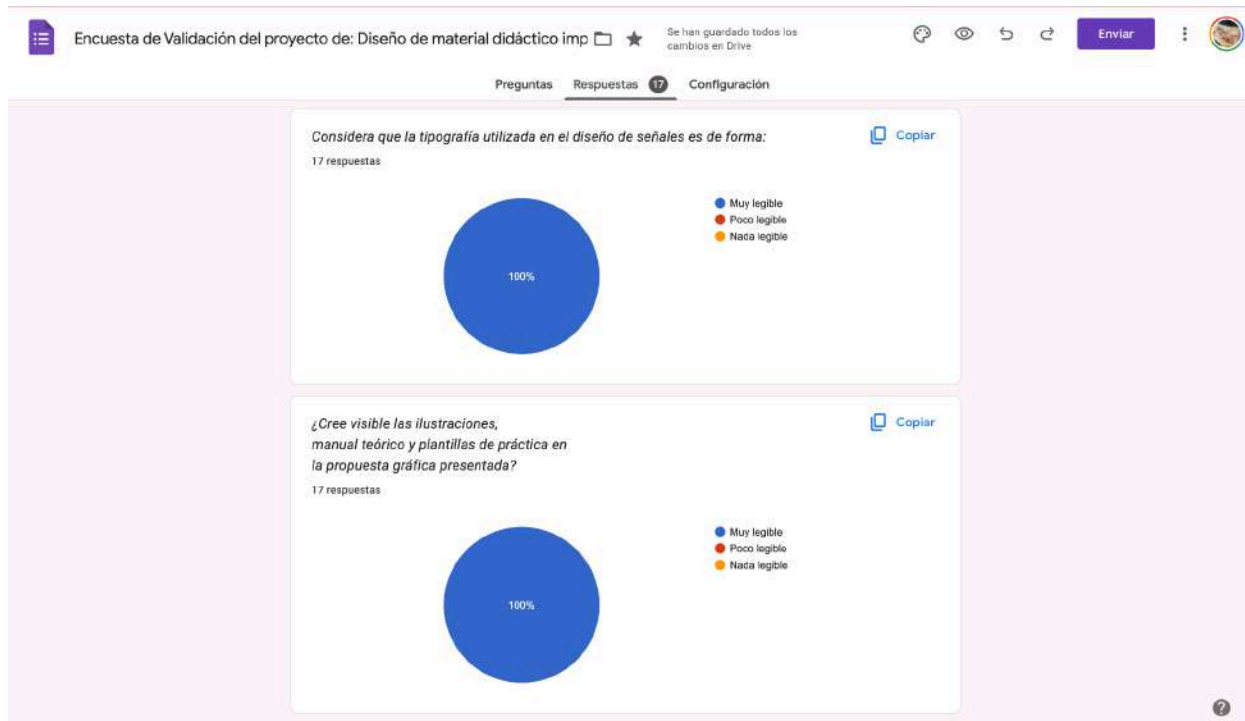 Encuesta de Validación del proyecto de: Diseño de material didáctico imp
Se han guardado todos los
cambios en Drive
Enviar
Preguntas Respuestas 17 Configuración
Considera que la tipografía utilizada en el diseño de señales es de forma:
Copiar
17 respuestas
Muy legible
Poco legible
Nada legible
100%
¿Cree visible las ilustraciones,
manual teórico y plantillas de práctica en
la propuesta gráfica presentada?
Copiar
17 respuestas
Muy legible
Poco legible
Nada legible
100%